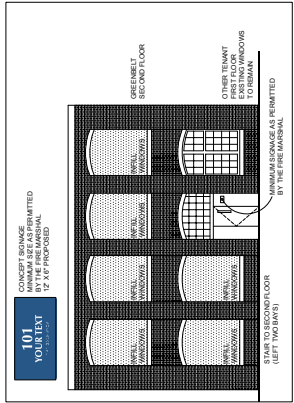 101
YOUR TEXT
CONCEPT SIGNAGE
MINIMUM SIZE AS PERMITTED
BY THE FIRE MARSHAL
12" X 6" PROPOSED
GREENBELT
SECOND FLOOR
INFILL
WINDOWS
INFILL
WINDOWS
INFILL
WINDOWS
INFILL
WINDOWS
INFILL
WINDOWS
INFILL
WINDOWS
OTHER TENANT
FIRST FLOOR
EXISTING WINDOWS
TO REMAIN
STAIR TO SECOND FLOOR
(LEFT TWO BAYS)
MINIMUM SIGNAGE AS PERMITTED
BY THE FIRE MARSHAL